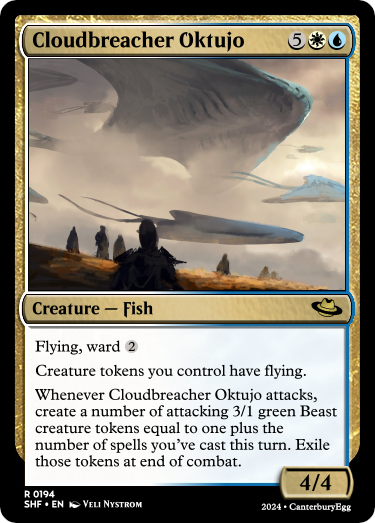 Cloudbreacher Oktujo 5
Creature — Fish
Flying, ward 2
Creature tokens you control have flying.
Whenever Cloudbreacher Oktujo attacks,
create a number of attacking 3/1 green Beast
creature tokens equal to one plus the
number of spells you've cast this turn. Exile
those tokens at end of combat.
4/4
R 0194
SHF • EN Veli Nystrom
2024 • CanterburyEgg